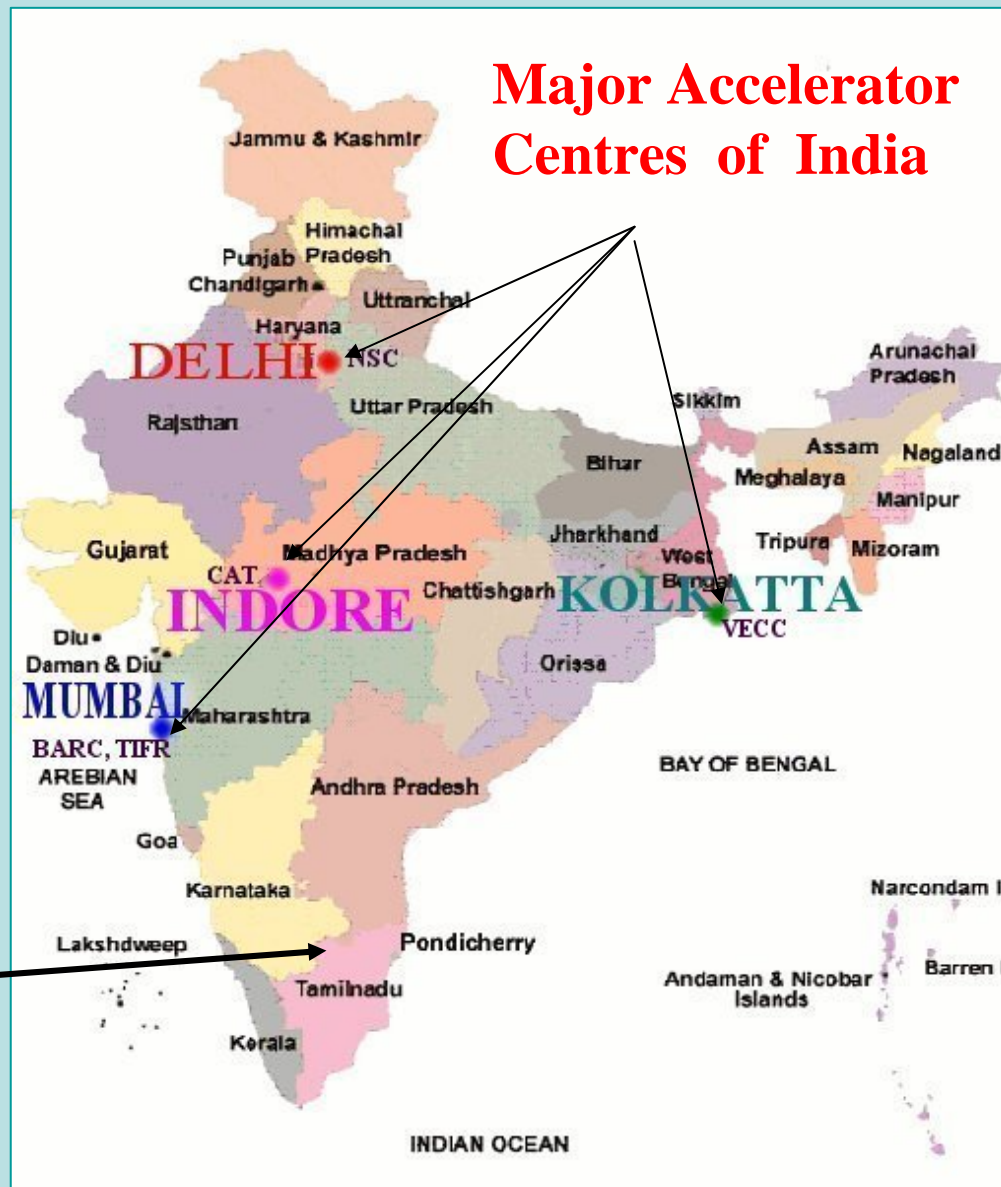 Major Accelerator
Centres of India
Jammu & Kashmir
Himachal
Pradesh
Punjab
Chandigarh
Uttranchal
Haryana
DELHI
NSC
Arunachal
Pradesh
Sikkim
Uttar Pradesh
Rajsthan
Assam
Nagaland
Bihar
Meghalaya
Manipur
Jharkhand
Tripura
Mizoram
Gujarat
Madhya Pradesh
West
Bengal
CAT
Chattishgarh
KOLKATTA
INDORE
VECC
Diu
Daman & Diu
Orissa
MUMBAI
Maharashtra
BARC, TIFR
AREBIAN
SEA
BAY OF BENGAL
Andhra Pradesh
Goa
Karnataka
Narcondam
Lakshdweep
Pondicherry
Tamilnadu
Andaman & Nicobar
Islands
Barren
Kerala
INDIAN OCEAN